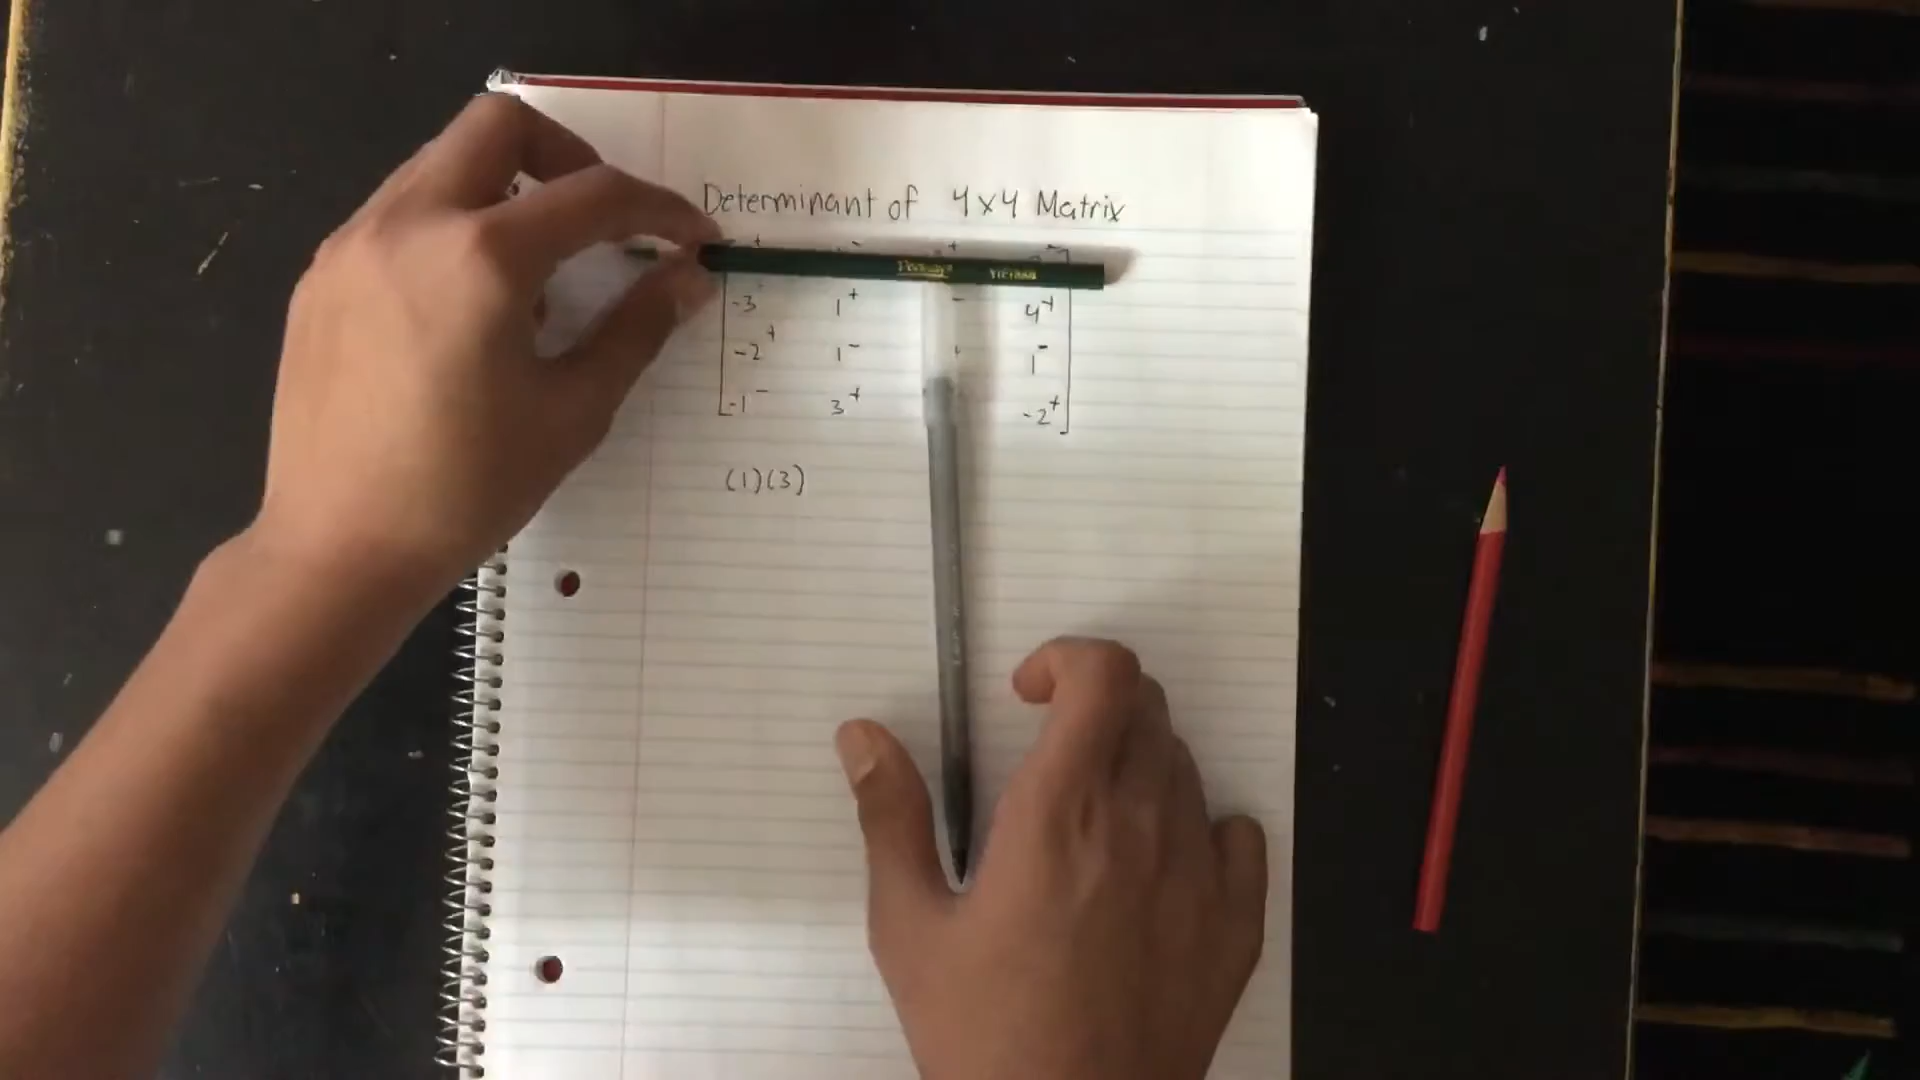 Determinant of 4x4 Matrix
+ - + -
-3 1+ - 4+
-2+ 1- 1-
-1- 3+ -2+
(1)(3)